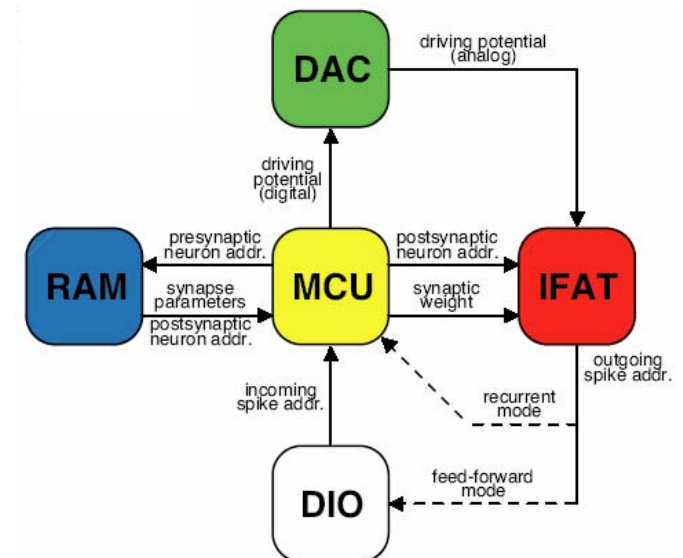 DAC
driving potential
(analog)
driving
potential
(digital)
presynaptic
neuron addr.
postsynaptic
neuron addr.
RAM
MCU
IFAT
synapse
parameters
postsynaptic
neuron addr.
synaptic
weight
outgoing
spike addr.
incoming
spike addr.
recurrent
mode
feed-forward
mode
DIO